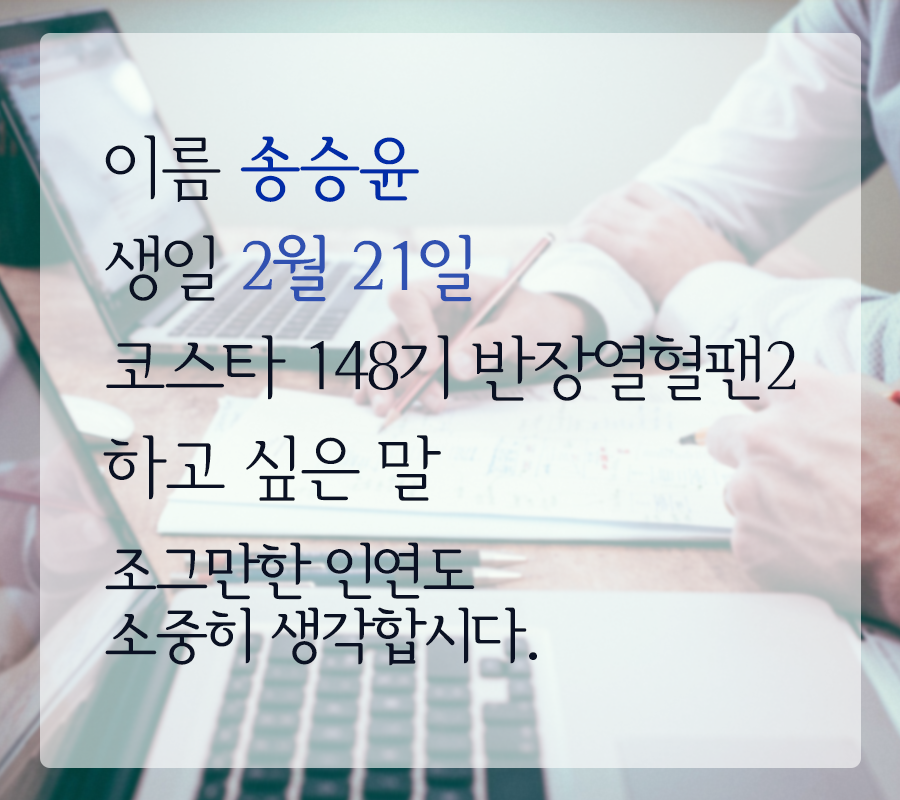 이름 송승윤
생일 2월 21일
코스타 148기 반장열혈팬2
하고 싶은 말
조그만한 인연도
소중히 생각합시다.